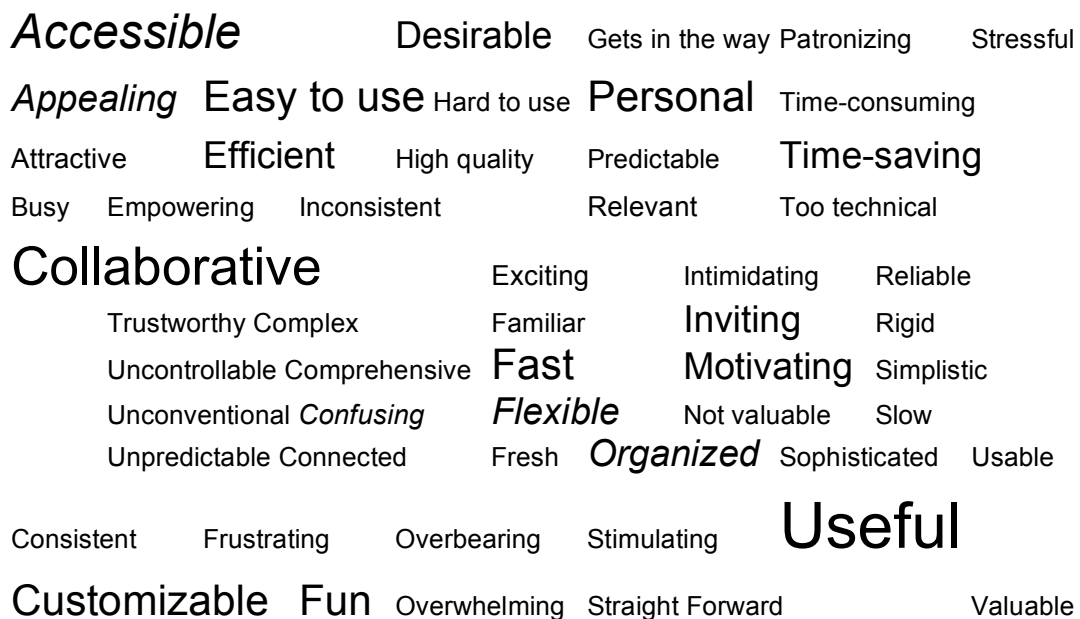 Accessible Desirable Gets in the way Patronizing Stressful
Appealing Easy to use Hard to use Personal Time-consuming
Attractive Efficient High quality Predictable Time-saving
Busy Empowering Inconsistent Relevant Too technical
Collaborative Exciting Intimidating Reliable
Trustworthy Complex Familiar Inviting Rigid
Uncontrollable Comprehensive Fast Motivating Simplistic
Unconventional Confusing Flexible Not valuable Slow
Unpredictable Connected Fresh Organized Sophisticated Usable
Consistent Frustrating Overbearing Stimulating Useful
Customizable Fun Overwhelming Straight Forward Valuable